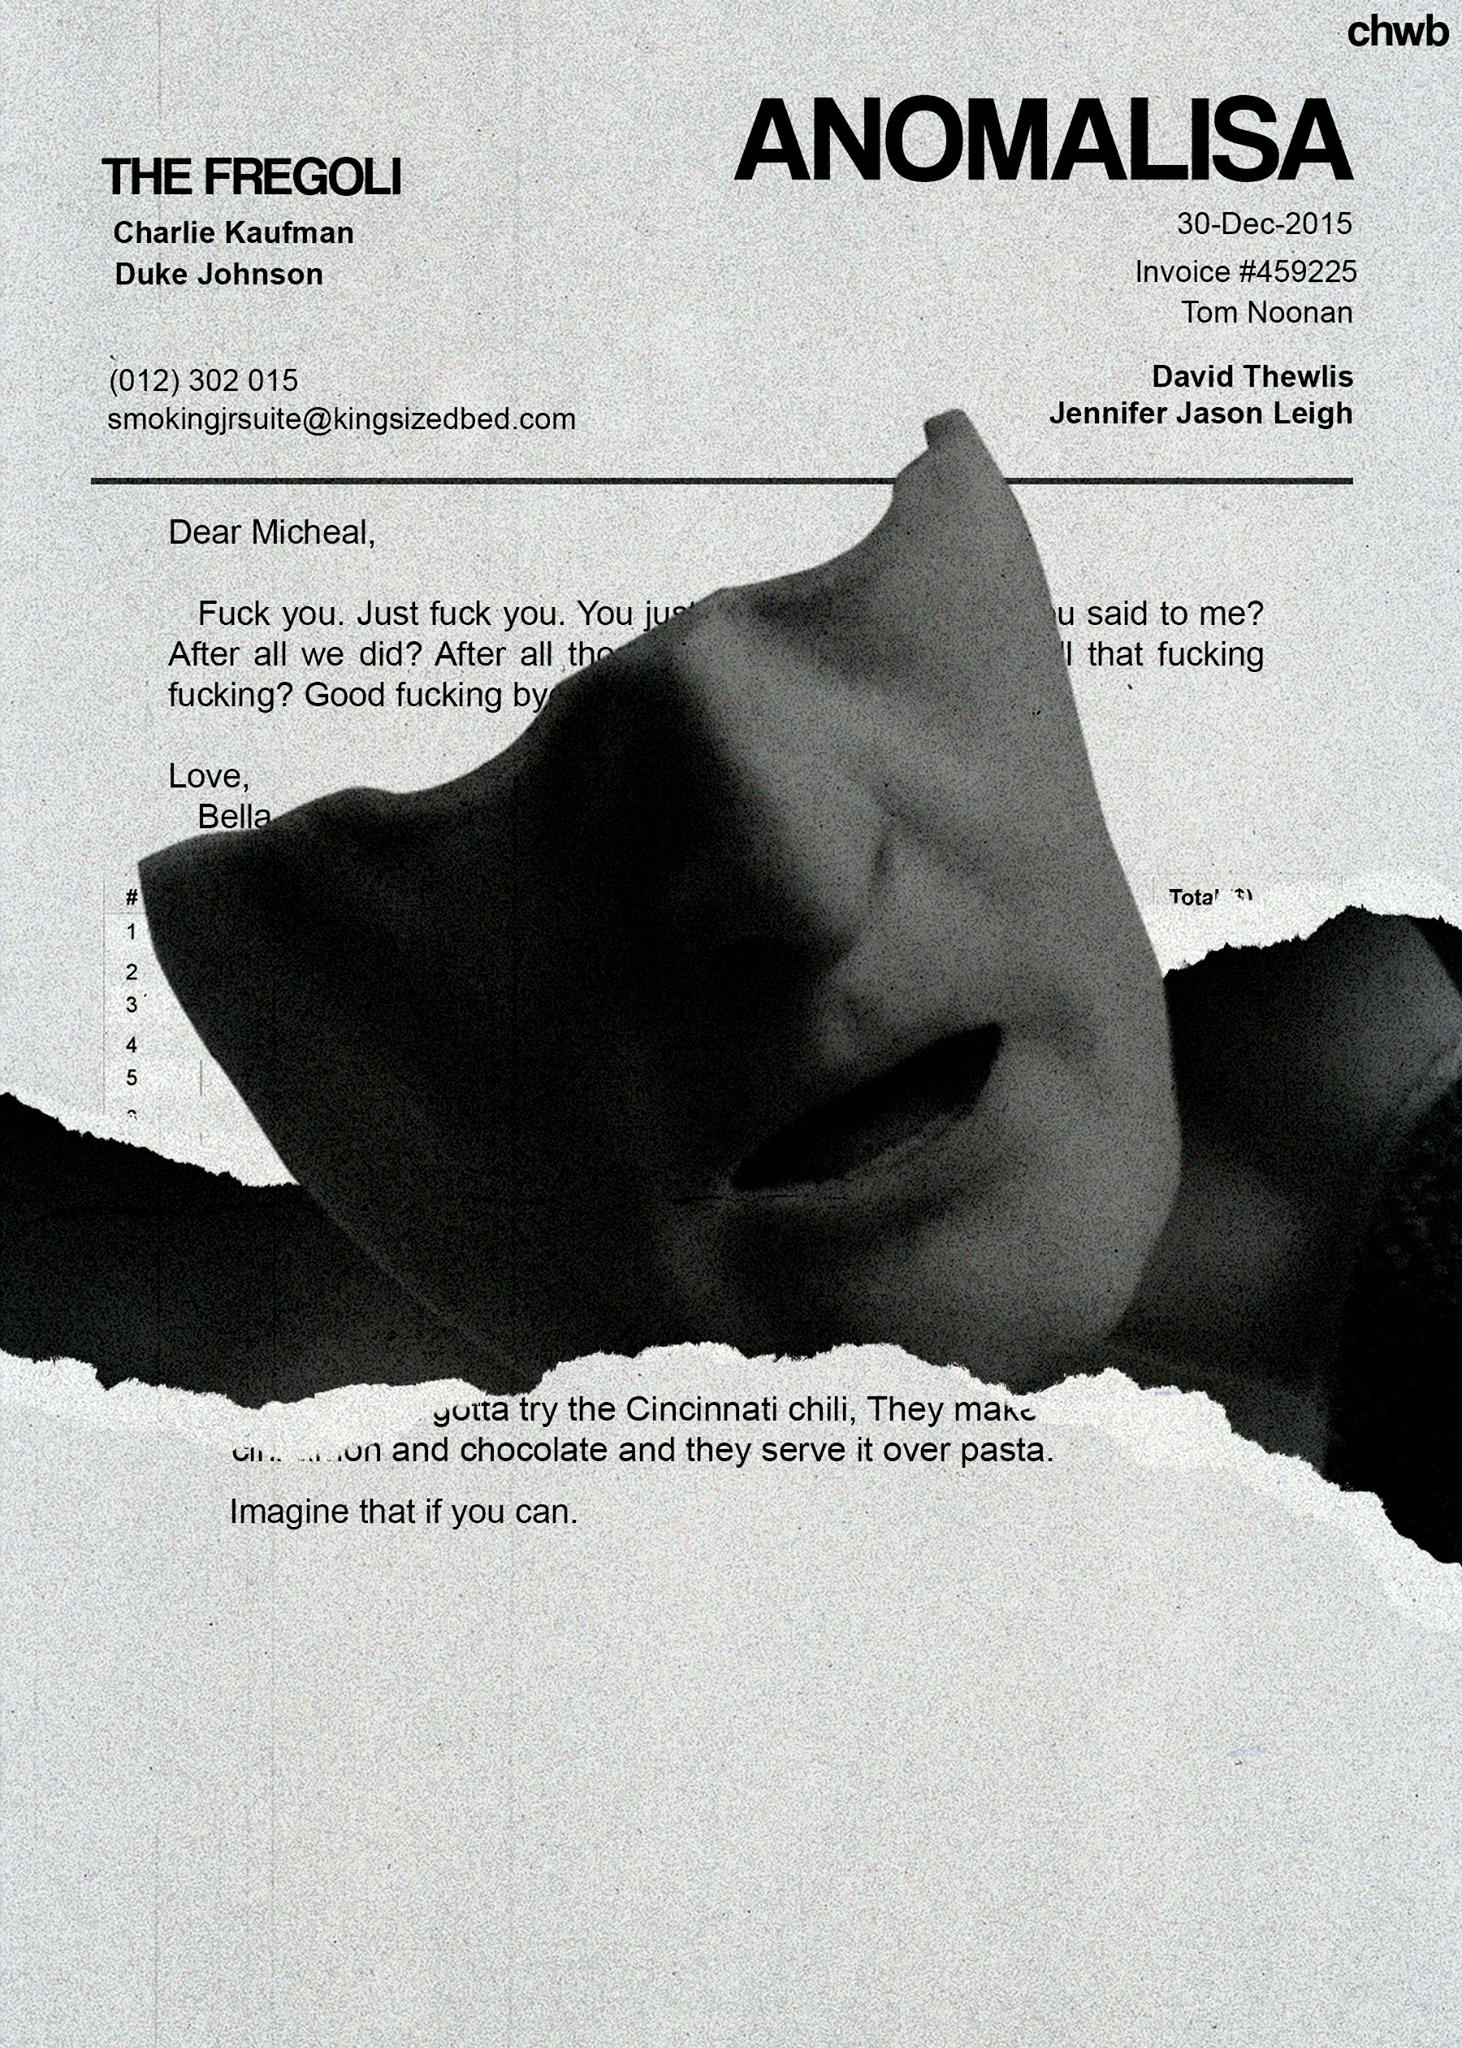 chwb
ANOMALISA
THE FREGOLI
Charlie Kaufman
Duke Johnson
30-Dec-2015
Invoice #459225
Tom Noonan
(012) 302 015
smokingjrsuite@kingsizedbed.com
David Thewlis
Jennifer Jason Leigh
Dear Micheal,
Fuck you. Just fuck you. You just said to me?
After all we did? After all that fucking
fucking? Good fucking
Love,
Bella
# Total ($)
1
2
3
4
5
gotta try the Cincinnati chili, They make
and chocolate and they serve it over pasta.
Imagine that if you can.